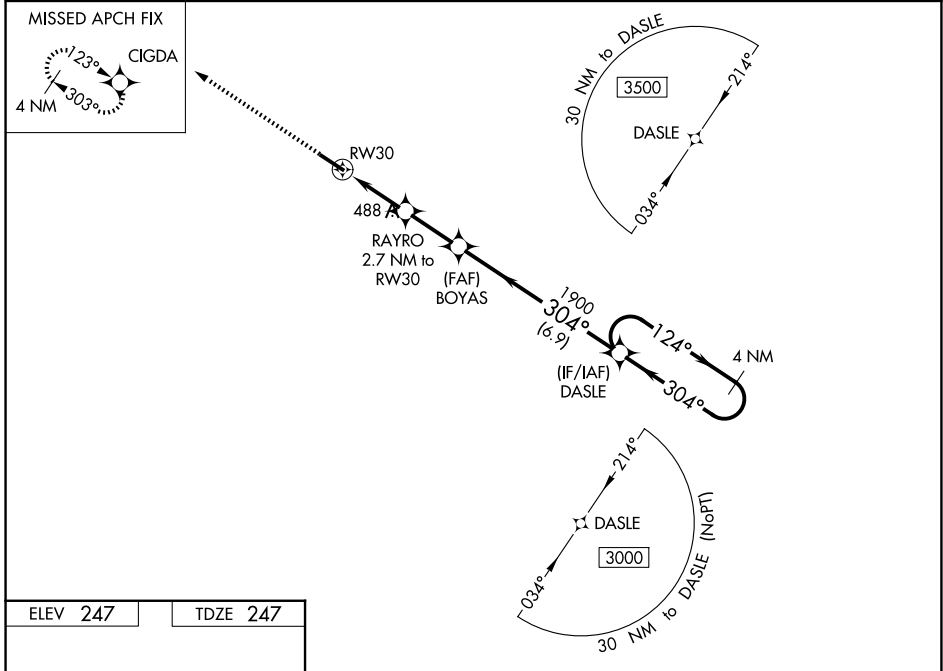 MISSED APCH FIX
CIGDA
123°
303°
4 NM
30 NM to DASLE
3500
214°
DASLE
034°
RW30
488
RAYRO
2.7 NM to
RW30
(FAF)
BOYAS
1900
304°
(6.9)
(IF/IAF)
DASLE
124°
4 NM
304°
214°
DASLE
3000
034°
30 NM to DASLE (NoPT)
ELEV 247
TDZE 247